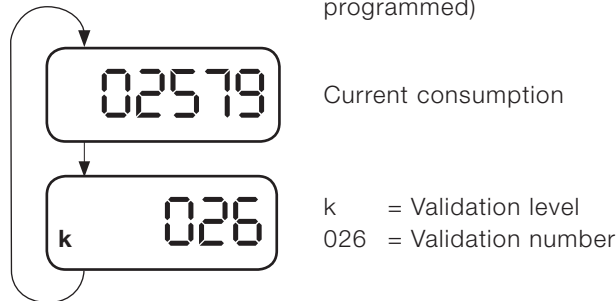 programmed)
02579
Current consumption
k 026
k = Validation level
026 = Validation number